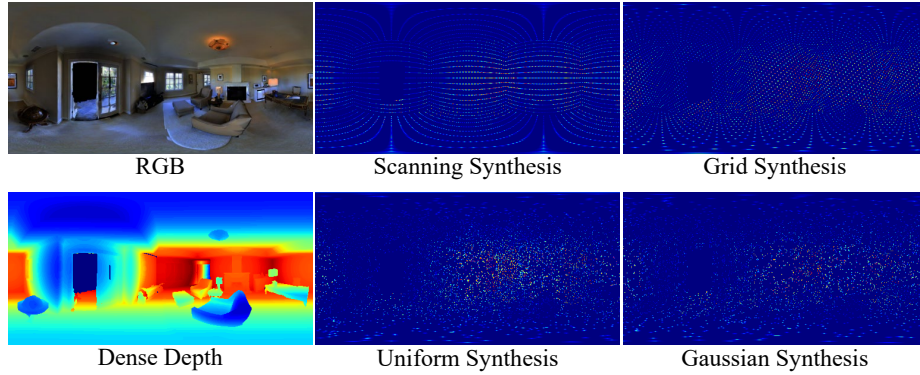 RGB
Scanning Synthesis
Grid Synthesis
Dense Depth
Uniform Synthesis
Gaussian Synthesis